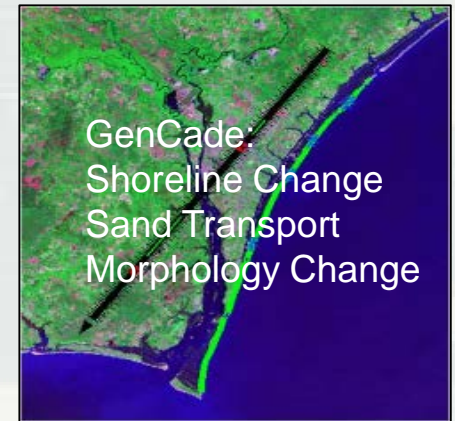 GenCade:
Shoreline Change
Sand Transport
Morphology Change